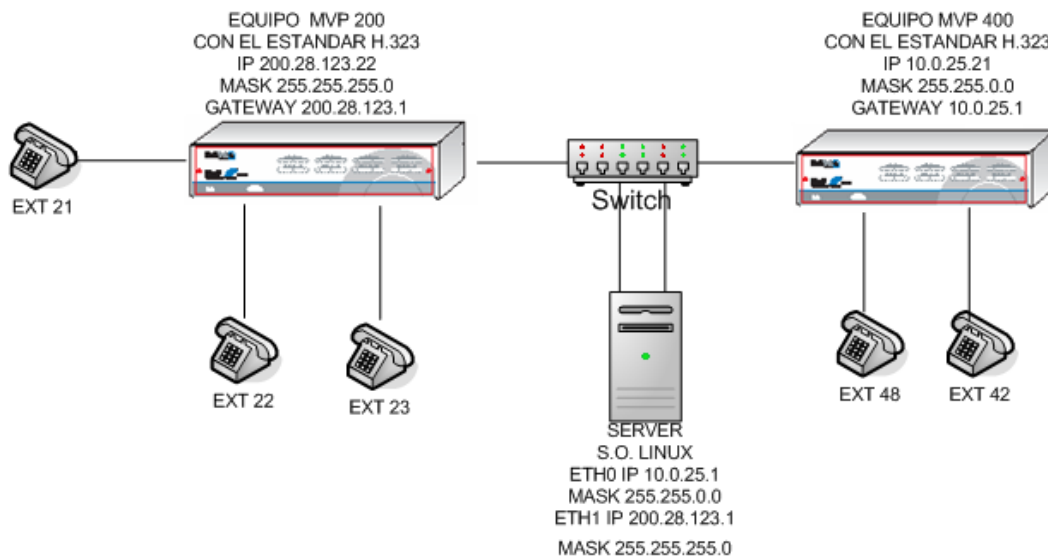 EQUIPO MVP 200
CON EL ESTANDAR H.323
IP 200.28.123.22
MASK 255.255.255.0
GATEWAY 200.28.123.1
EQUIPO MVP 400
CON EL ESTANDAR H.323
IP 10.0.25.21
MASK 255.255.0.0
GATEWAY 10.0.25.1
EXT 21
Switch
EXT 22
EXT 23
EXT 48
EXT 42
SERVER
S.O. LINUX
ETH0 IP 10.0.25.1
MASK 255.255.0.0
ETH1 IP 200.28.123.1
MASK 255.255.255.0